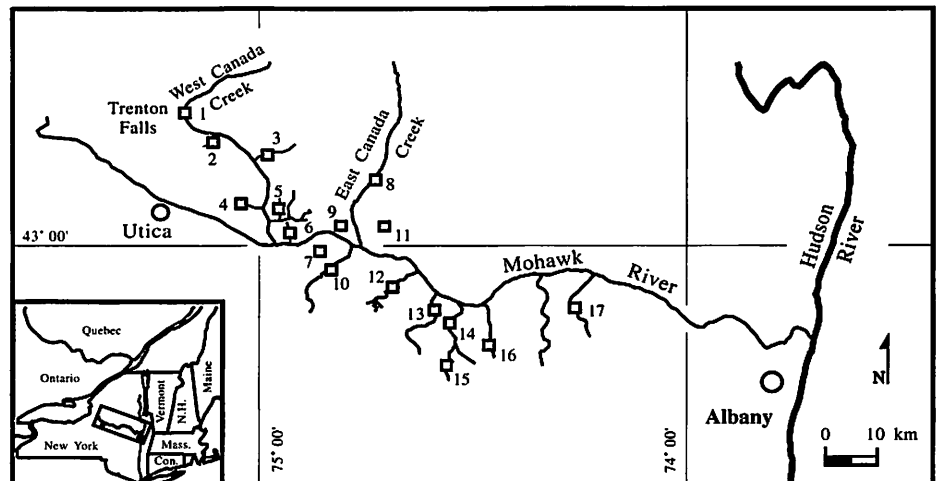 West Canada
Creek
Trenton
Falls
1
2
3
East Canada
Creek
8
4
5
Utica
6
9
11
43° 00'
7
10
12
Mohawk
River
Hudson
River
13
14
15
16
17
75° 00'
74° 00'
Albany
N
0 10 km
Quebec
Ontario
New York
Vermont
N.H.
Maine
Mass.
Con.